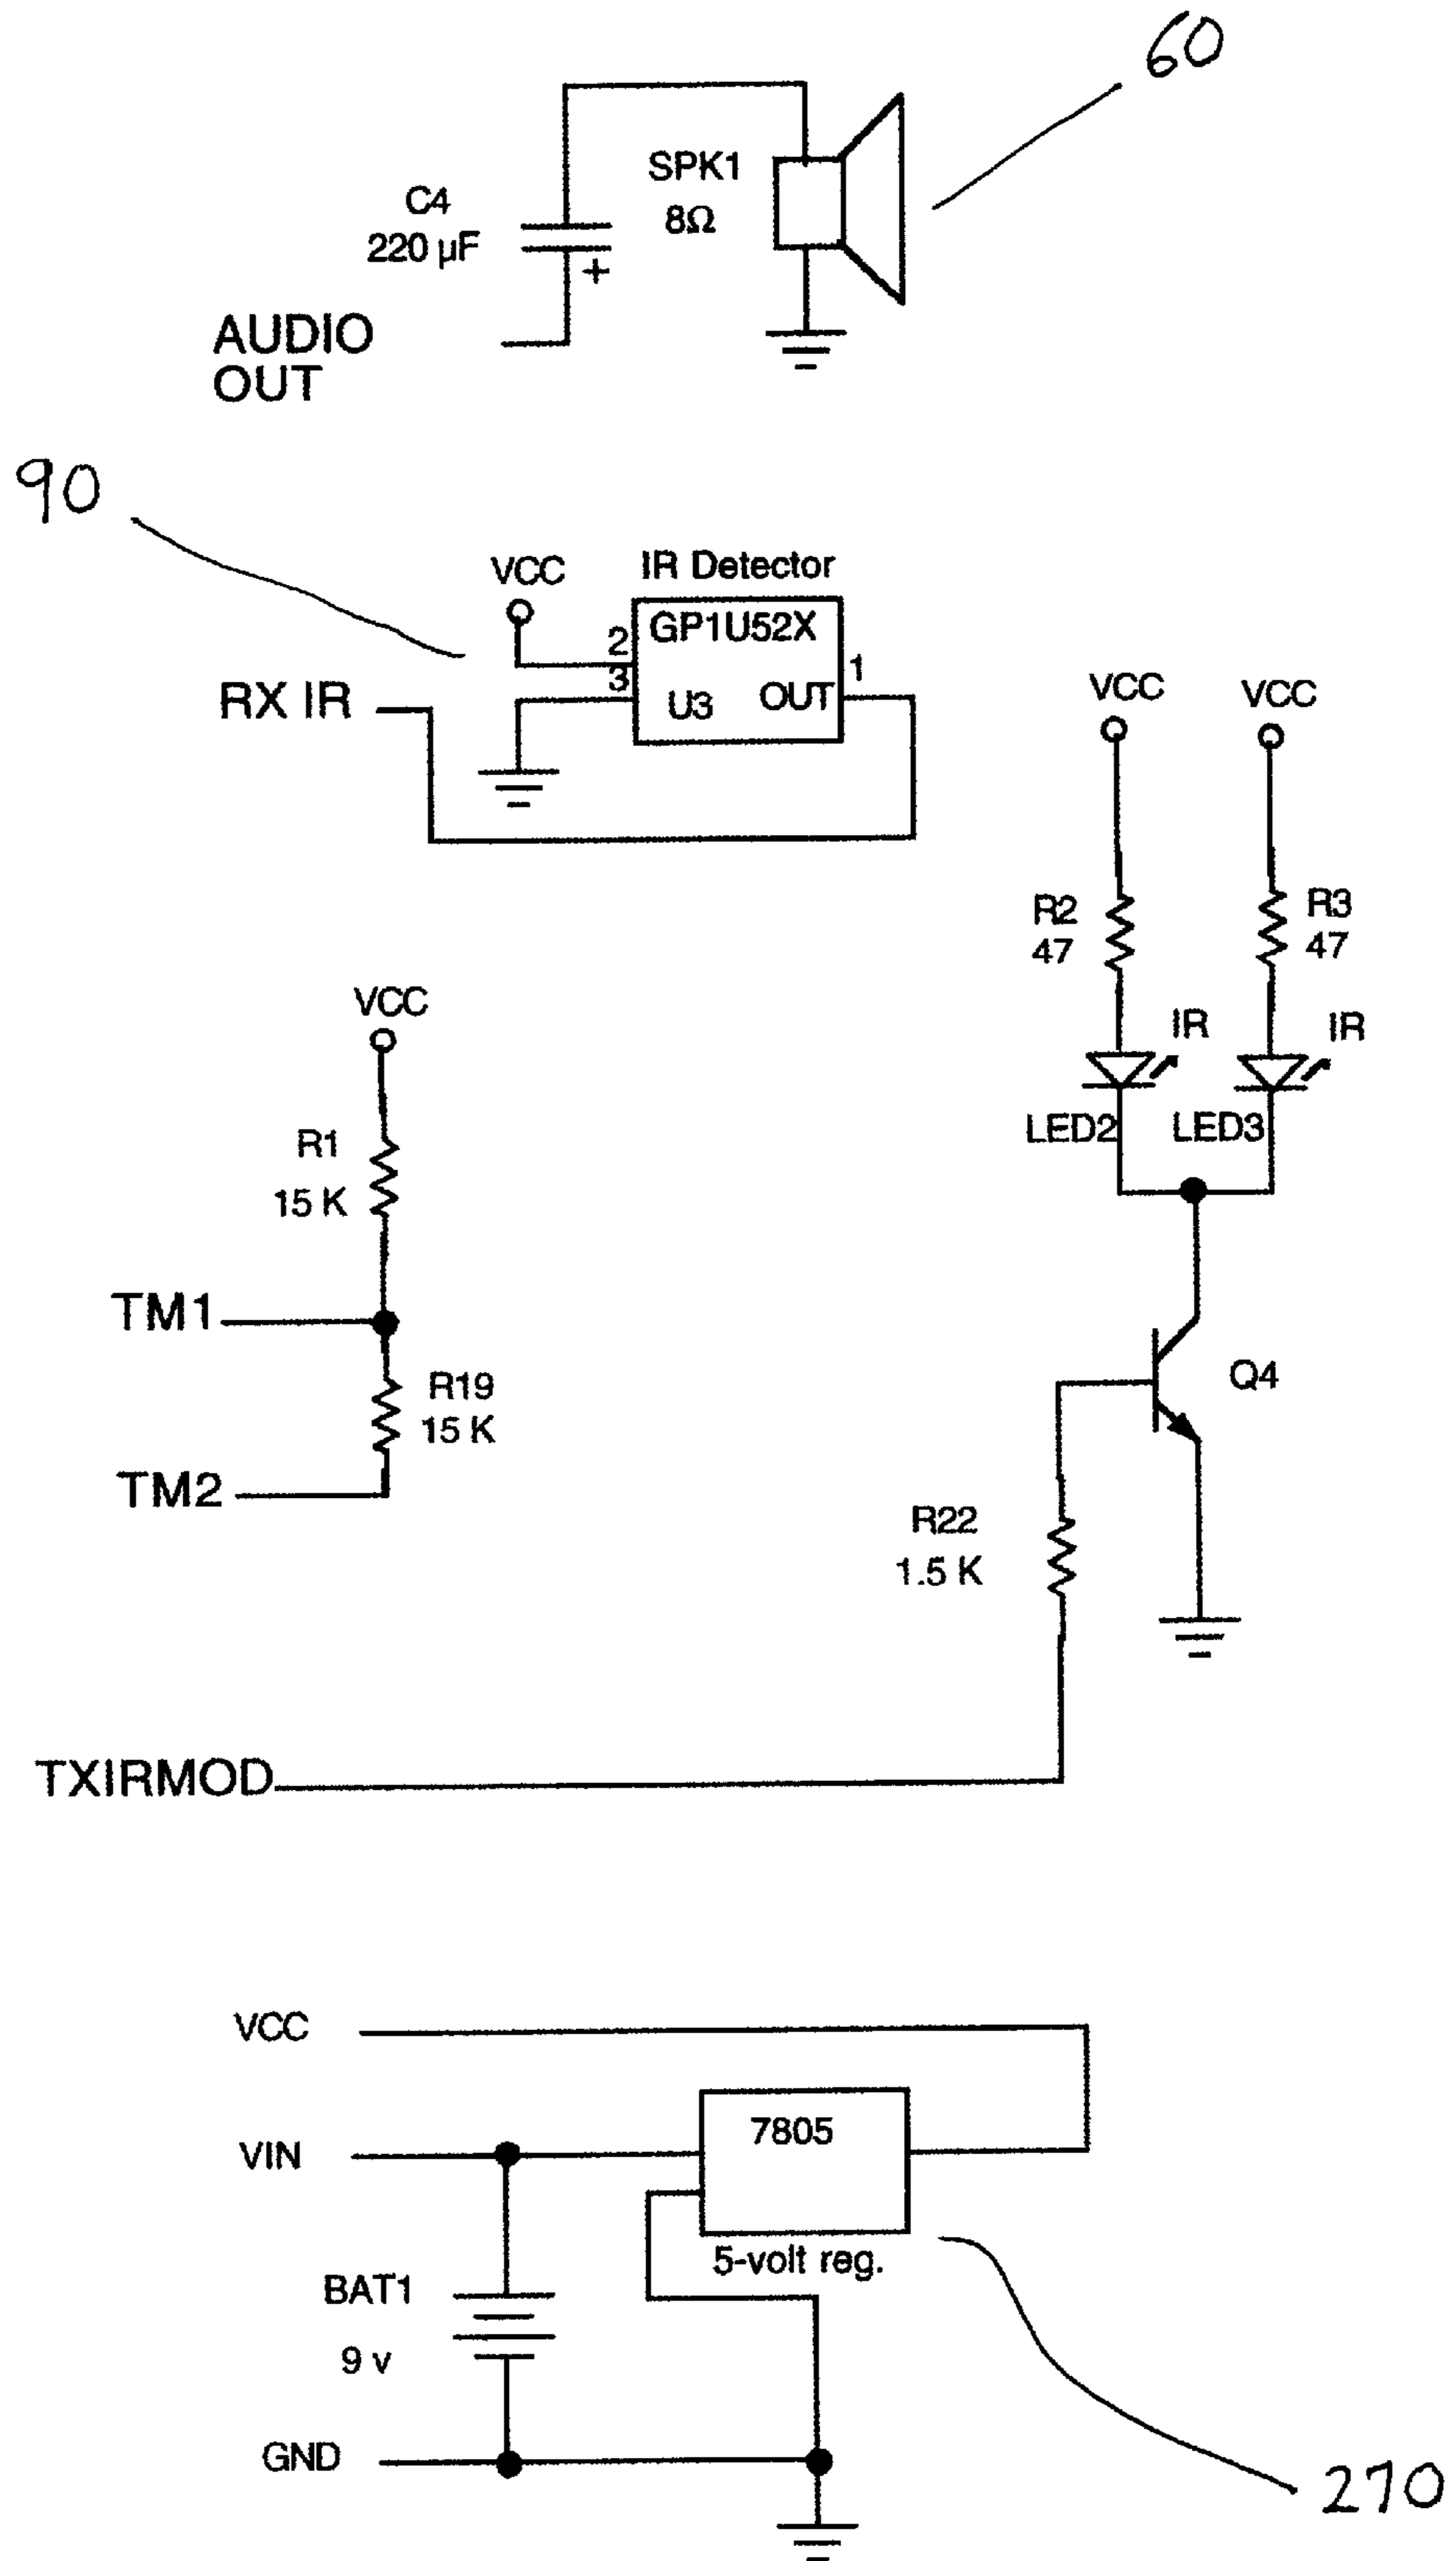 60
SPK1
8Ω
C4
220 µF
+
AUDIO
OUT
90
VCC
IR Detector
GP1U52X
2
3
1
U3
OUT
RX IR
VCC
VCC
R2
47
R3
47
IR
IR
LED2
LED3
VCC
R1
15 K
TM1
R19
15 K
TM2
Q4
R22
1.5 K
TXIRMOD
VCC
7805
VIN
5-volt reg.
BAT1
9 v
GND
270